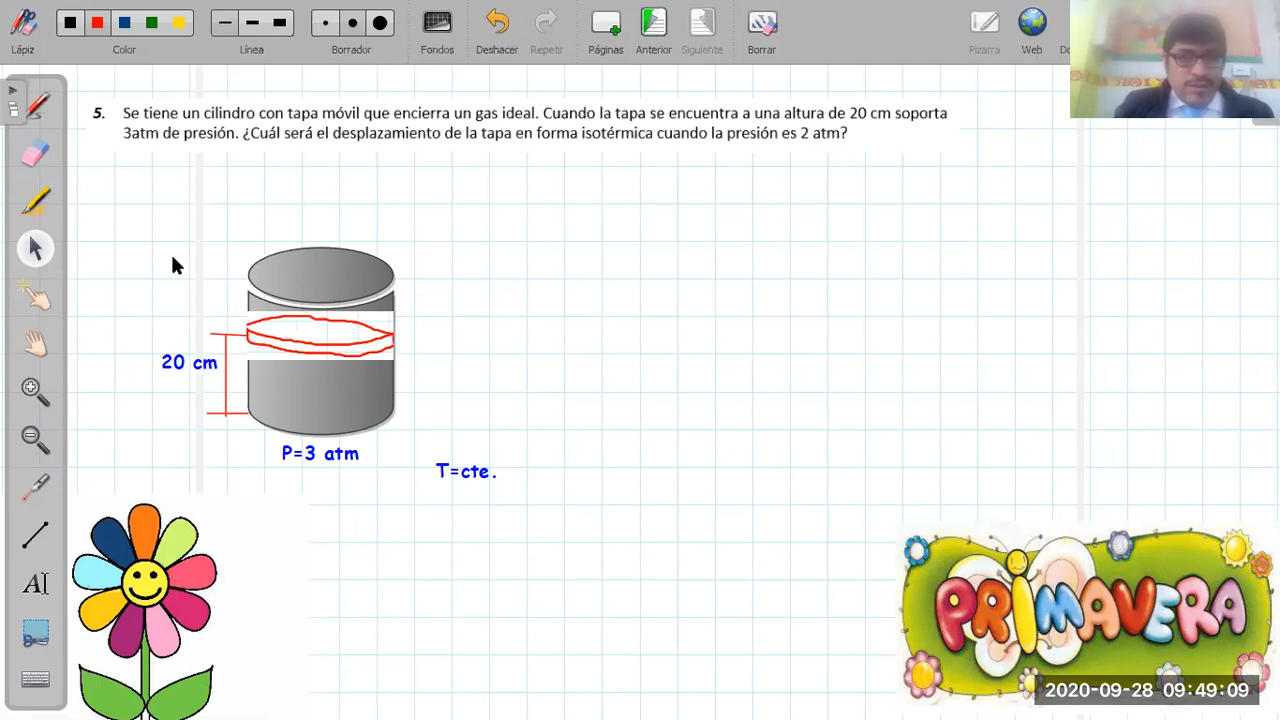 Lápiz Color Línea Borrador Fondos Deshacer Repetir Páginas Anterior Siguiente Borrar Pizarra Web
5. Se tiene un cilindro con tapa móvil que encierra un gas ideal. Cuando la tapa se encuentra a una altura de 20 cm soporta
3atm de presión. ¿Cuál será el desplazamiento de la tapa en forma isotérmica cuando la presión es 2 atm?
20 cm
P=3 atm
T=cte.
PRiMAVERA
2020-09-28 09:49:09